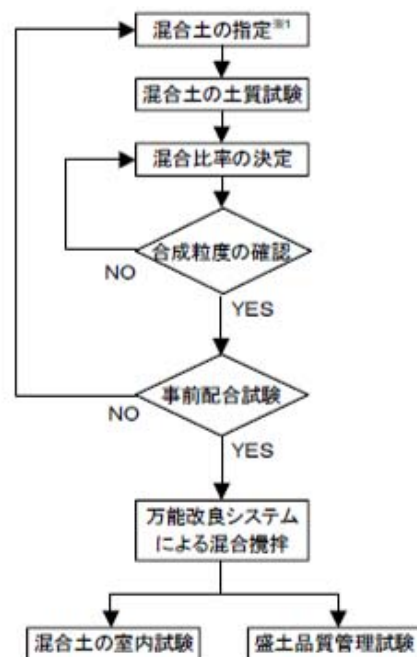 混合土の指定※1
混合土の土質試験
混合比率の決定
合成粒度の確認
NO
YES
事前配合試験
NO
YES
万能改良システム
による混合攪拌
混合土の室内試験
盛土品質管理試験